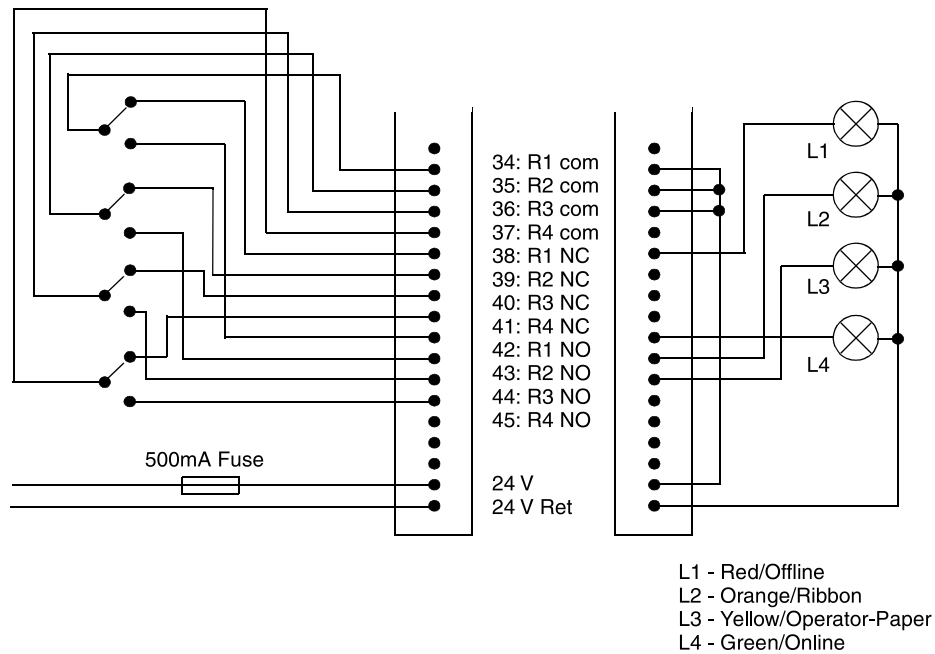 34: R1 com
35: R2 com
36: R3 com
37: R4 com
38: R1 NC
39: R2 NC
40: R3 NC
41: R4 NC
42: R1 NO
43: R2 NO
44: R3 NO
45: R4 NO
500mA Fuse
24 V
24 V Ret
L1
L2
L3
L4
L1 - Red/Offline
L2 - Orange/Ribbon
L3 - Yellow/Operator-Paper
L4 - Green/Online